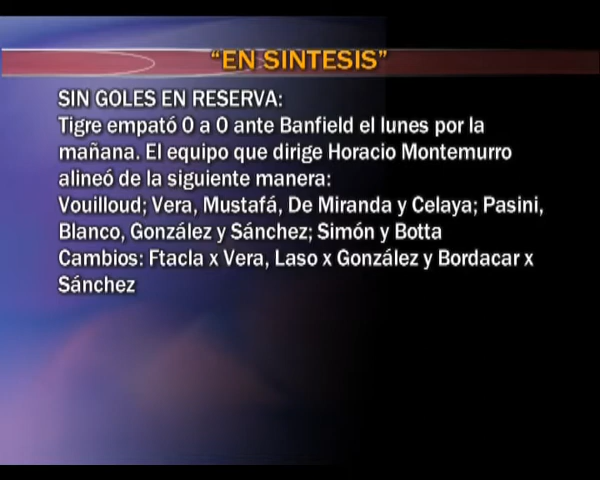 “EN SINTESIS”
SIN GOLES EN RESERVA:
Tigre empató 0 a 0 ante Banfield el lunes por la
mañana. El equipo que dirige Horacio Montemurro
alineó de la siguiente manera:
Vouilloud; Vera, Mustafá, De Miranda y Celaya; Pasini,
Blanco, González y Sánchez; Simón y Botta
Cambios: Ftacla x Vera, Laso x González y Bordacar x
Sánchez